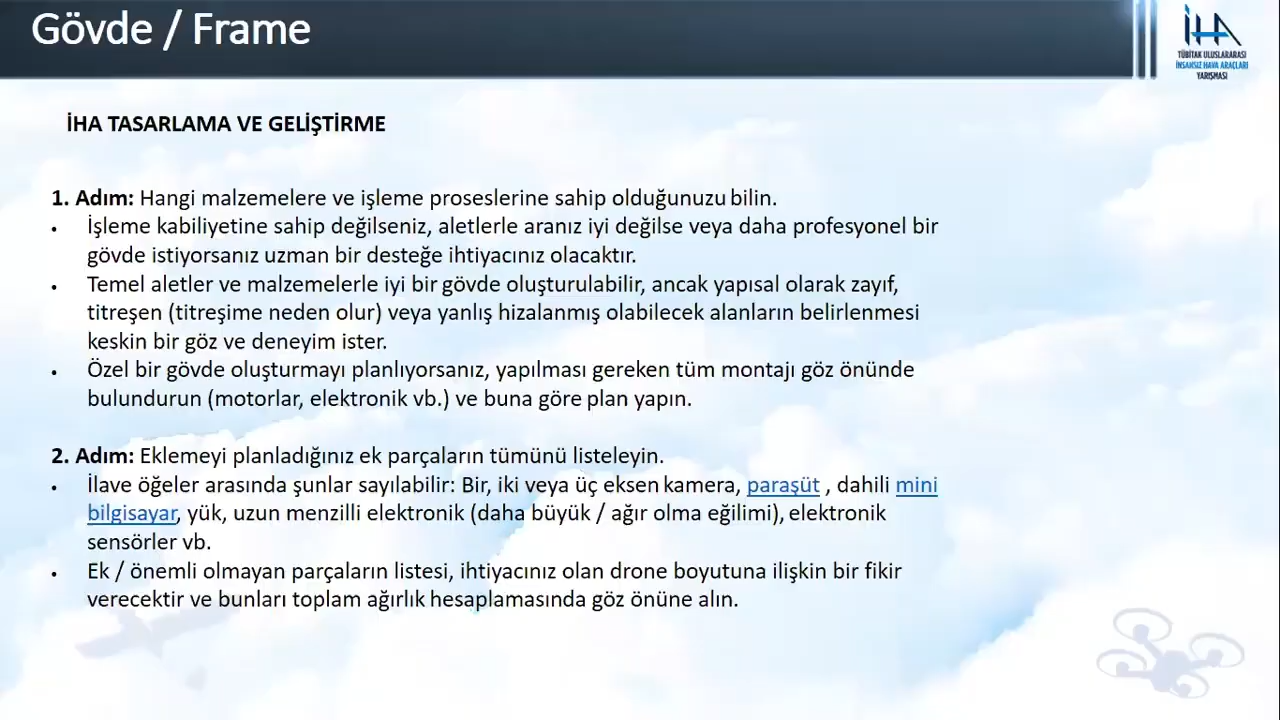 Gövde / Frame
İHA
TÜBİTAK ULUSLARARASI
İNSANSIZ HAVA ARAÇLARI
YARIŞMASI
İHA TASARLAMA VE GELİŞTİRME
1. Adım: Hangi malzemelere ve işleme proseslerine sahip olduğunuzu bilin.
• İşleme kabiliyetine sahip değilseniz, aletlerle aranız iyi değilse veya daha profesyonel bir
gövde istiyorsanız uzman bir desteğe ihtiyacınız olacaktır.
• Temel aletler ve malzemelerle iyi bir gövde oluşturulabilir, ancak yapısal olarak zayıf,
titreşen (titreşime neden olur) veya yanlış hizalanmış olabilecek alanların belirlenmesi
keskin bir göz ve deneyim ister.
• Özel bir gövde oluşturmayı planlıyorsanız, yapılması gereken tüm montajı göz önünde
bulundurun (motorlar, elektronik vb.) ve buna göre plan yapın.
2. Adım: Eklemeyi planladığınız ek parçaların tümünü listeleyin.
• İlave öğeler arasında şunlar sayılabilir: Bir, iki veya üç eksen kamera, paraşüt , dahili mini
bilgisayar, yük, uzun menzilli elektronik (daha büyük / ağır olma eğilimi), elektronik
sensörler vb.
• Ek / önemli olmayan parçaların listesi, ihtiyacınız olan drone boyutuna ilişkin bir fikir
verecektir ve bunları toplam ağırlık hesaplamasında göz önüne alın.